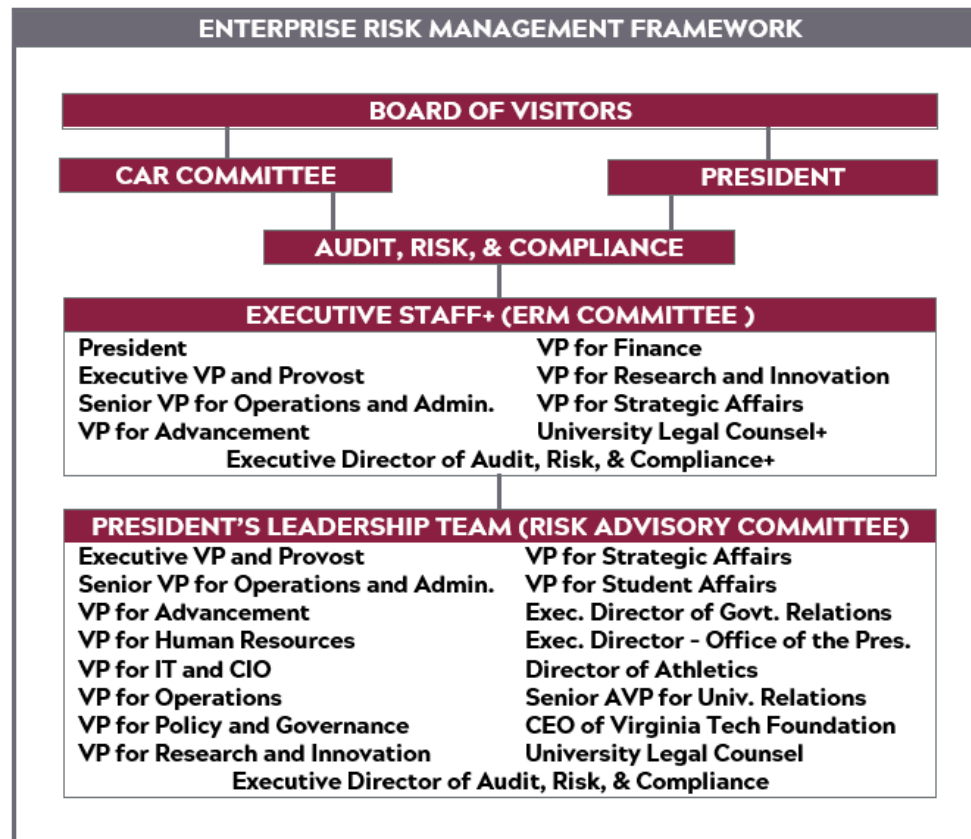 ENTERPRISE RISK MANAGEMENT FRAMEWORK
BOARD OF VISITORS
CAR COMMITTEE
PRESIDENT
AUDIT, RISK, & COMPLIANCE
EXECUTIVE STAFF+ (ERM COMMITTEE )
President
Executive VP and Provost
Senior VP for Operations and Admin.
VP for Advancement
VP for Finance
VP for Research and Innovation
VP for Strategic Affairs
University Legal Counsel+
Executive Director of Audit, Risk, & Compliance+
PRESIDENT'S LEADERSHIP TEAM (RISK ADVISORY COMMITTEE)
Executive VP and Provost
Senior VP for Operations and Admin.
VP for Advancement
VP for Human Resources
VP for IT and CIO
VP for Operations
VP for Policy and Governance
VP for Research and Innovation
VP for Strategic Affairs
VP for Student Affairs
Exec. Director of Govt. Relations
Exec. Director - Office of the Pres.
Director of Athletics
Senior AVP for Univ. Relations
CEO of Virginia Tech Foundation
University Legal Counsel
Executive Director of Audit, Risk, & Compliance